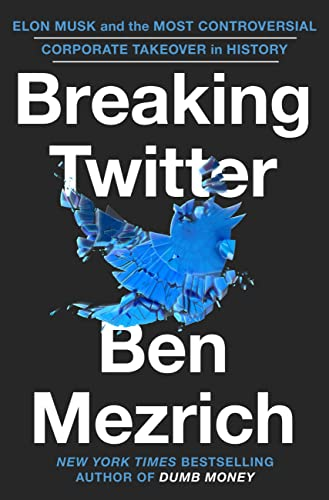 ELON MUSK and the MOST CONTROVERSIAL
CORPORATE TAKEOVER in HISTORY
Breaking
Twitter
Ben
Mezrich
NEW YORK TIMES BESTSELLING
AUTHOR OF DUMB MONEY